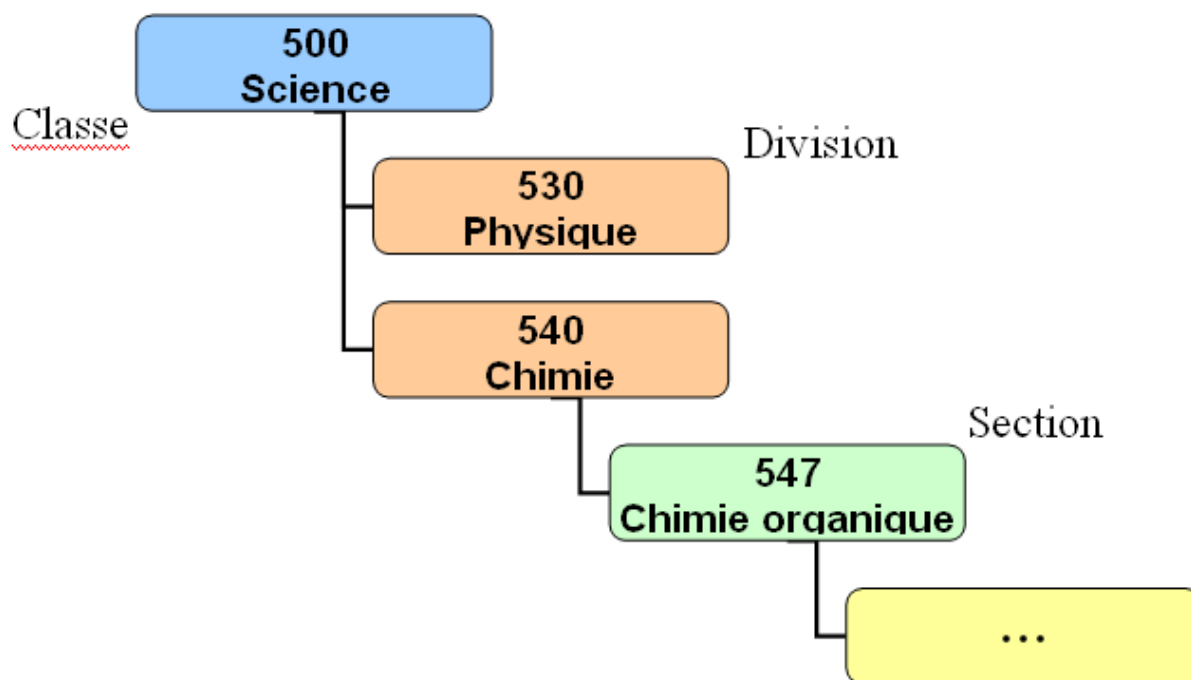 500
Science
Classe
Division
530
Physique
540
Chimie
Section
547
Chimie organique
...